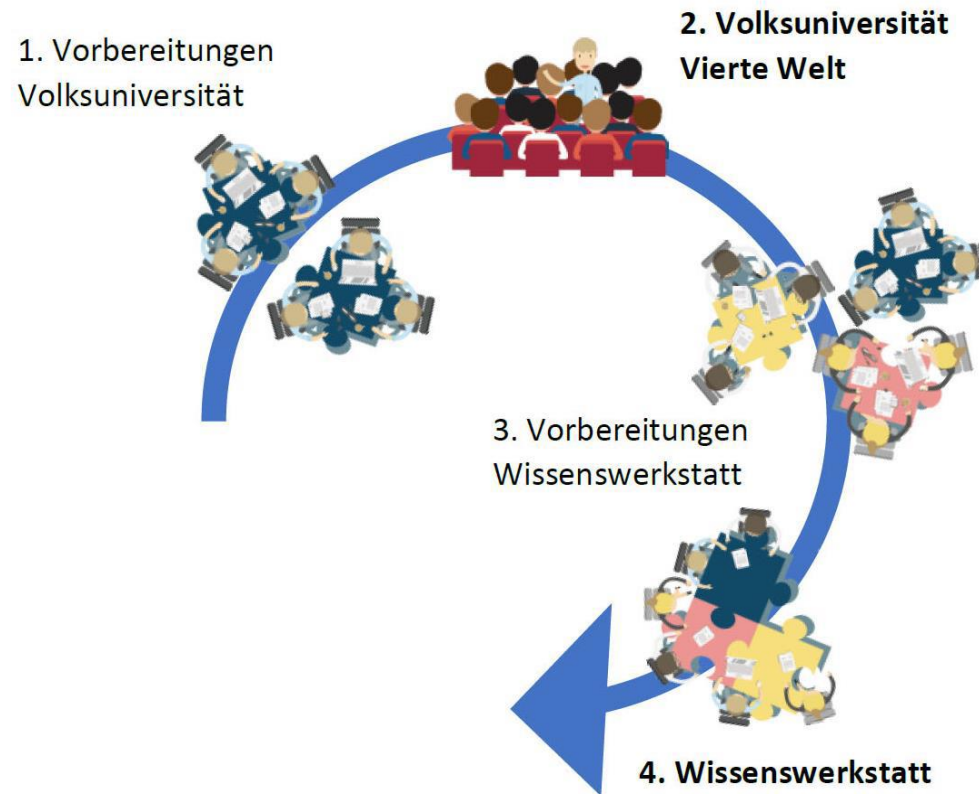 1. Vorbereitungen
Volksuniversität
2. Volksuniversität
Vierte Welt
3. Vorbereitungen
Wissenswerkstatt
4. Wissenswerkstatt